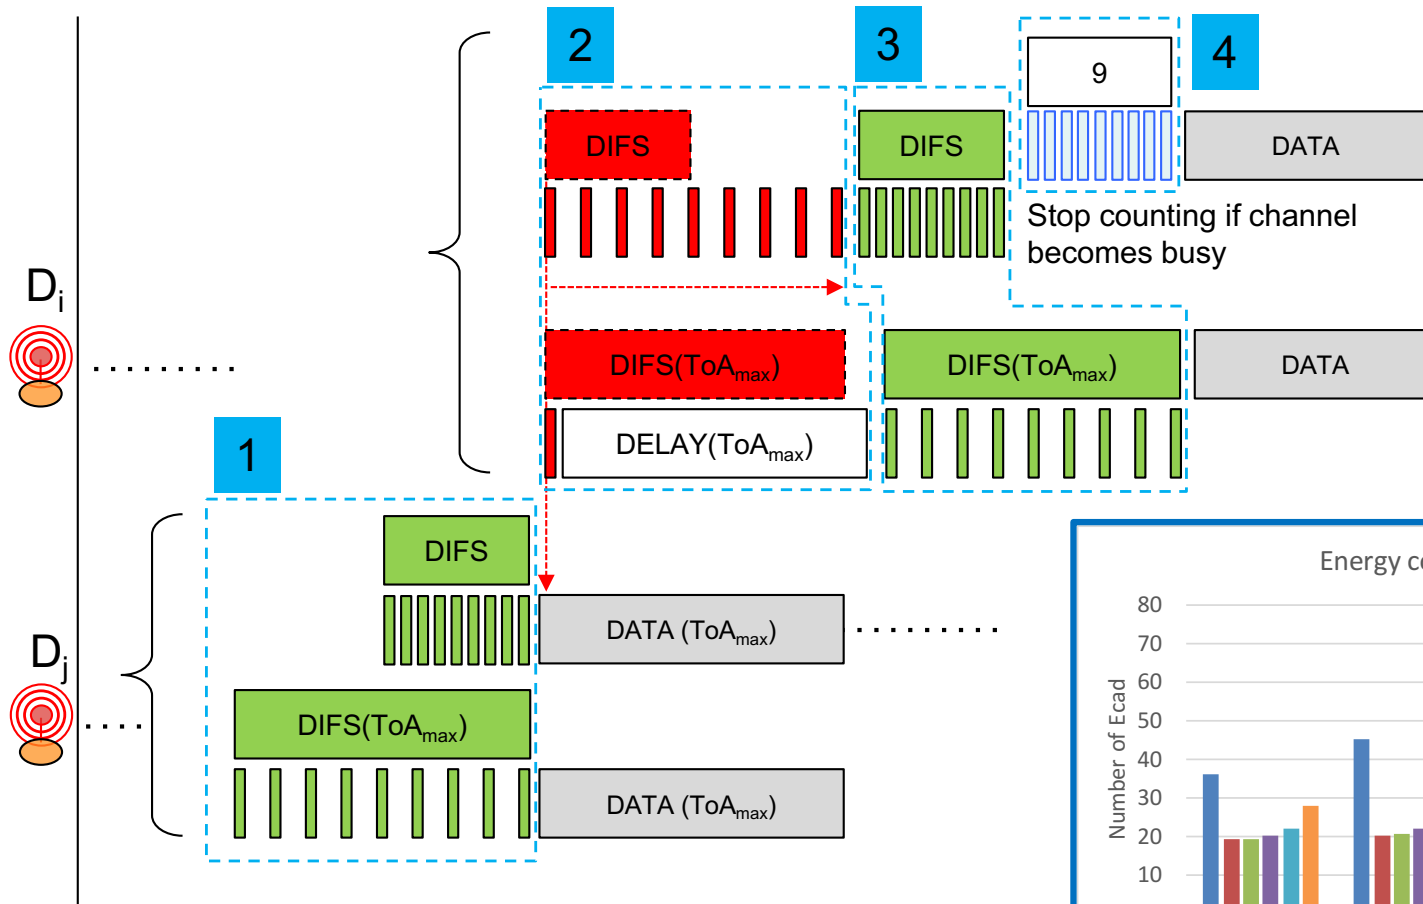 2
3
9
4
DIFS
DIFS
DATA
Stop counting if channel
becomes busy
Di
DIFS(ToAmax)
DIFS(ToAmax)
DATA
DELAY(ToAmax)
1
DIFS
DATA (ToAmax)
Dj
DIFS(ToAmax)
DATA (ToAmax)
Energy
80
70
60
50
40
30
20
10
Number of Ecad